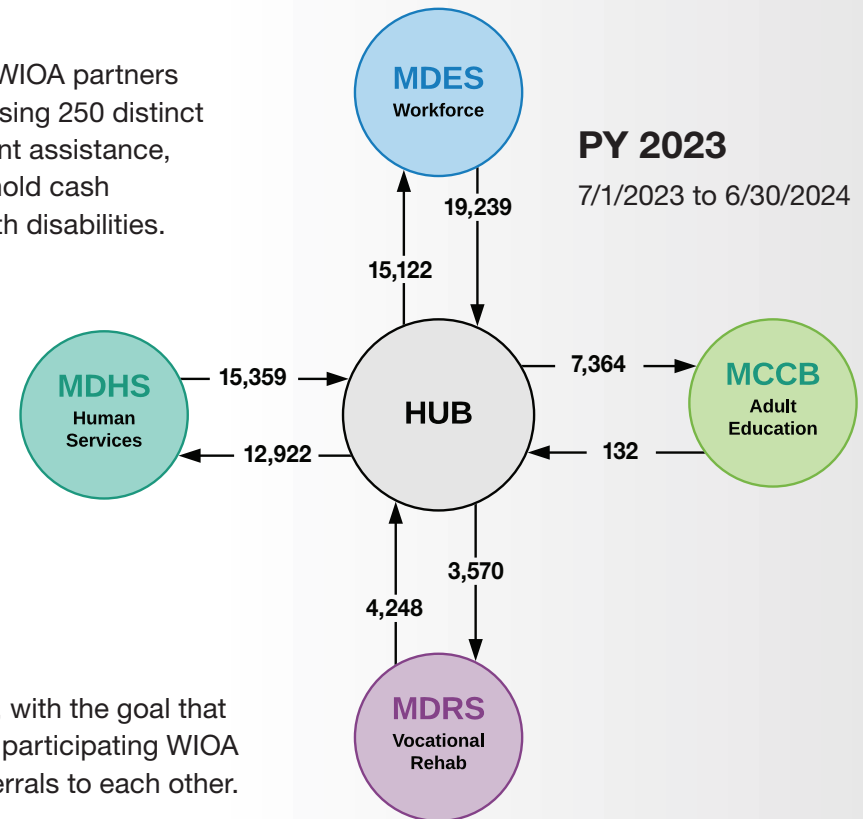 WIOA partners
sing 250 distinct
nt assistance,
hold cash
th disabilities.
PY 2023
7/1/2023 to 6/30/2024
MDES
Workforce
19,239
15,122
MDHS
Human
Services
15,359
12,922
HUB
7,364
132
MCCB
Adult
Education
3,570
4,248
MDRS
Vocational
Rehab
with the goal that
participating WIOA
errals to each other.